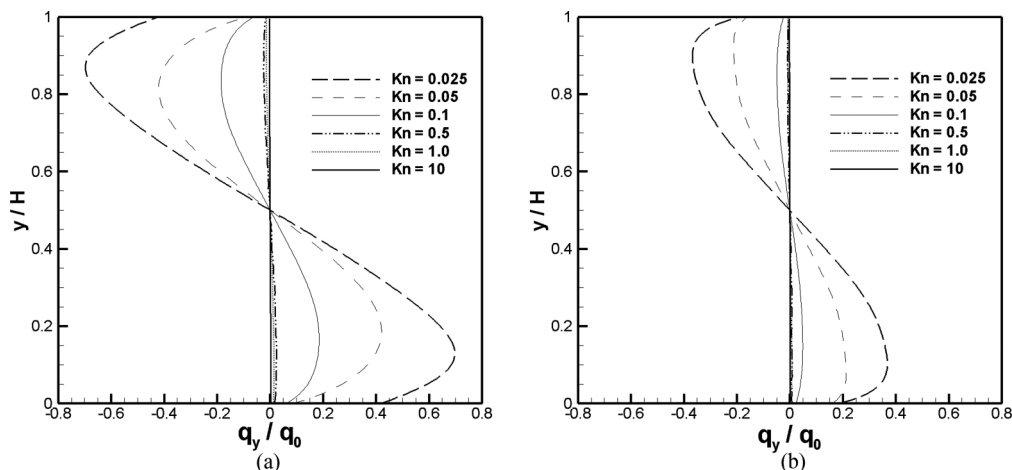 1
0.8
0.6
0.4
0.2
0
y / H
-0.8 -0.6 -0.4 -0.2 0 0.2 0.4 0.6 0.8
q_y / q_0
Kn = 0.025
Kn = 0.05
Kn = 0.1
Kn = 0.5
Kn = 1.0
Kn = 10
(a)
1
0.8
0.6
0.4
0.2
0
y / H
-0.8 -0.6 -0.4 -0.2 0 0.2 0.4 0.6 0.8
q_y / q_0
Kn = 0.025
Kn = 0.05
Kn = 0.1
Kn = 0.5
Kn = 1.0
Kn = 10
(b)